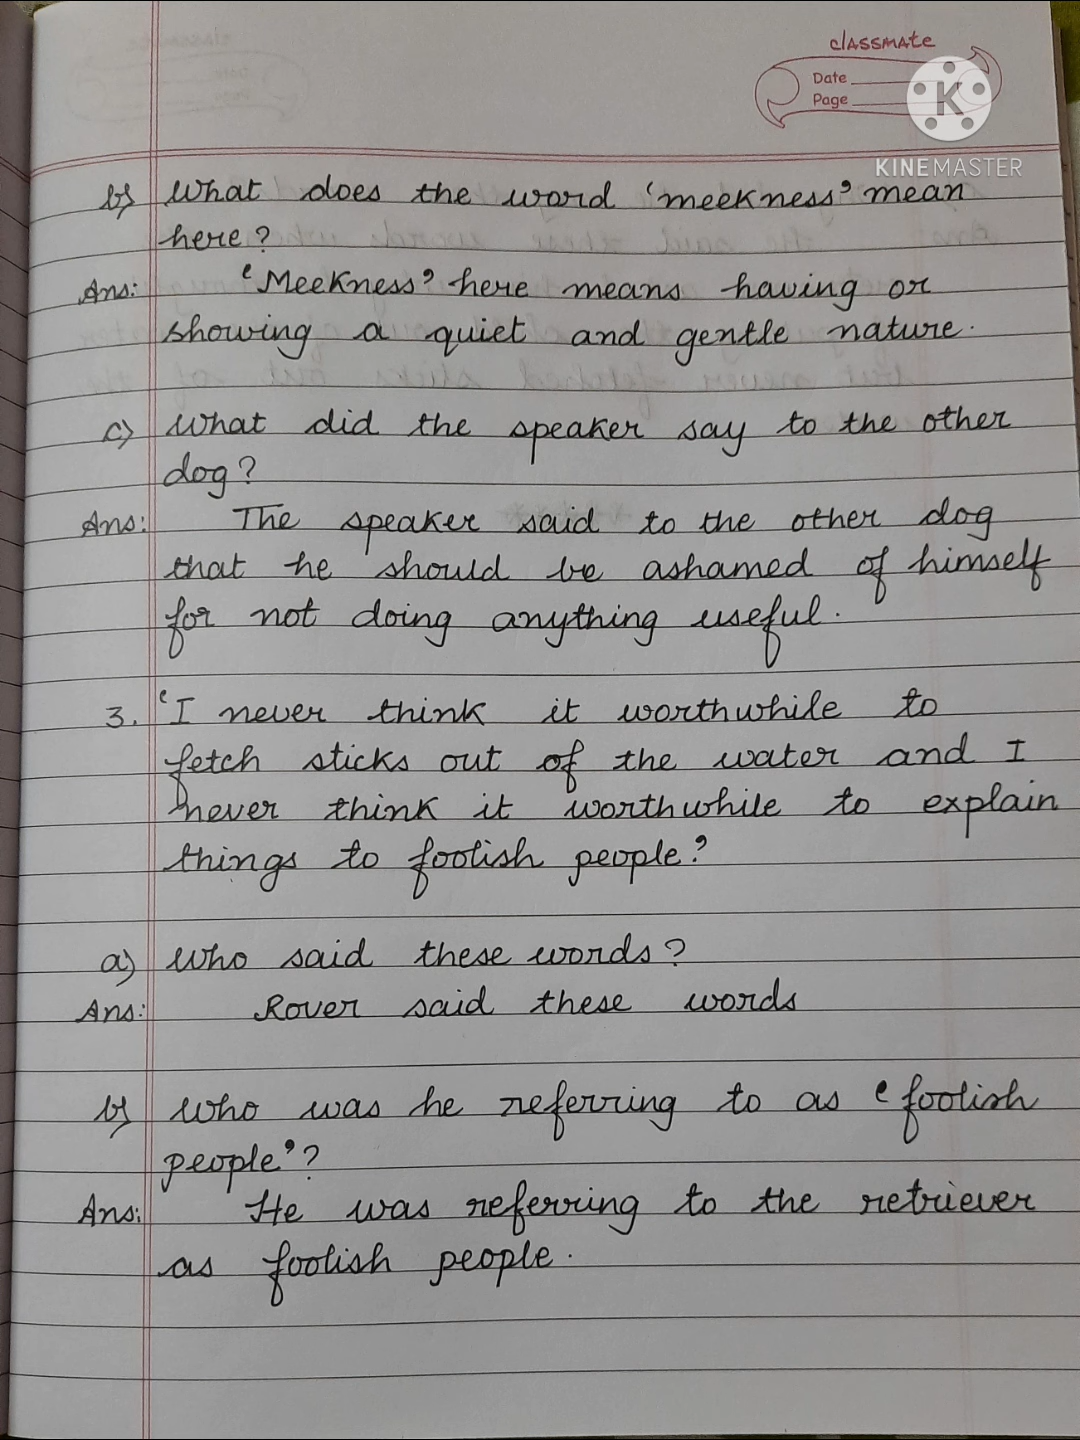 classmate
Date
Page
K
KINEMASTER
b) What does the word 'meekness' mean
here?
Ans: 'Meekness' here means having or
showing a quiet and gentle nature.
c) What did the speaker say to the other
dog?
Ans: The speaker said to the other dog
that he should be ashamed of himself
for not doing anything useful.
3. 'I never think it worthwhile to
fetch sticks out of the water and I
never think it worthwhile to explain
things to foolish people?
a) Who said these words?
Ans: Rover said these words
b) Who was he referring to as 'foolish
people'?
Ans: He was referring to the retriever
as foolish people.